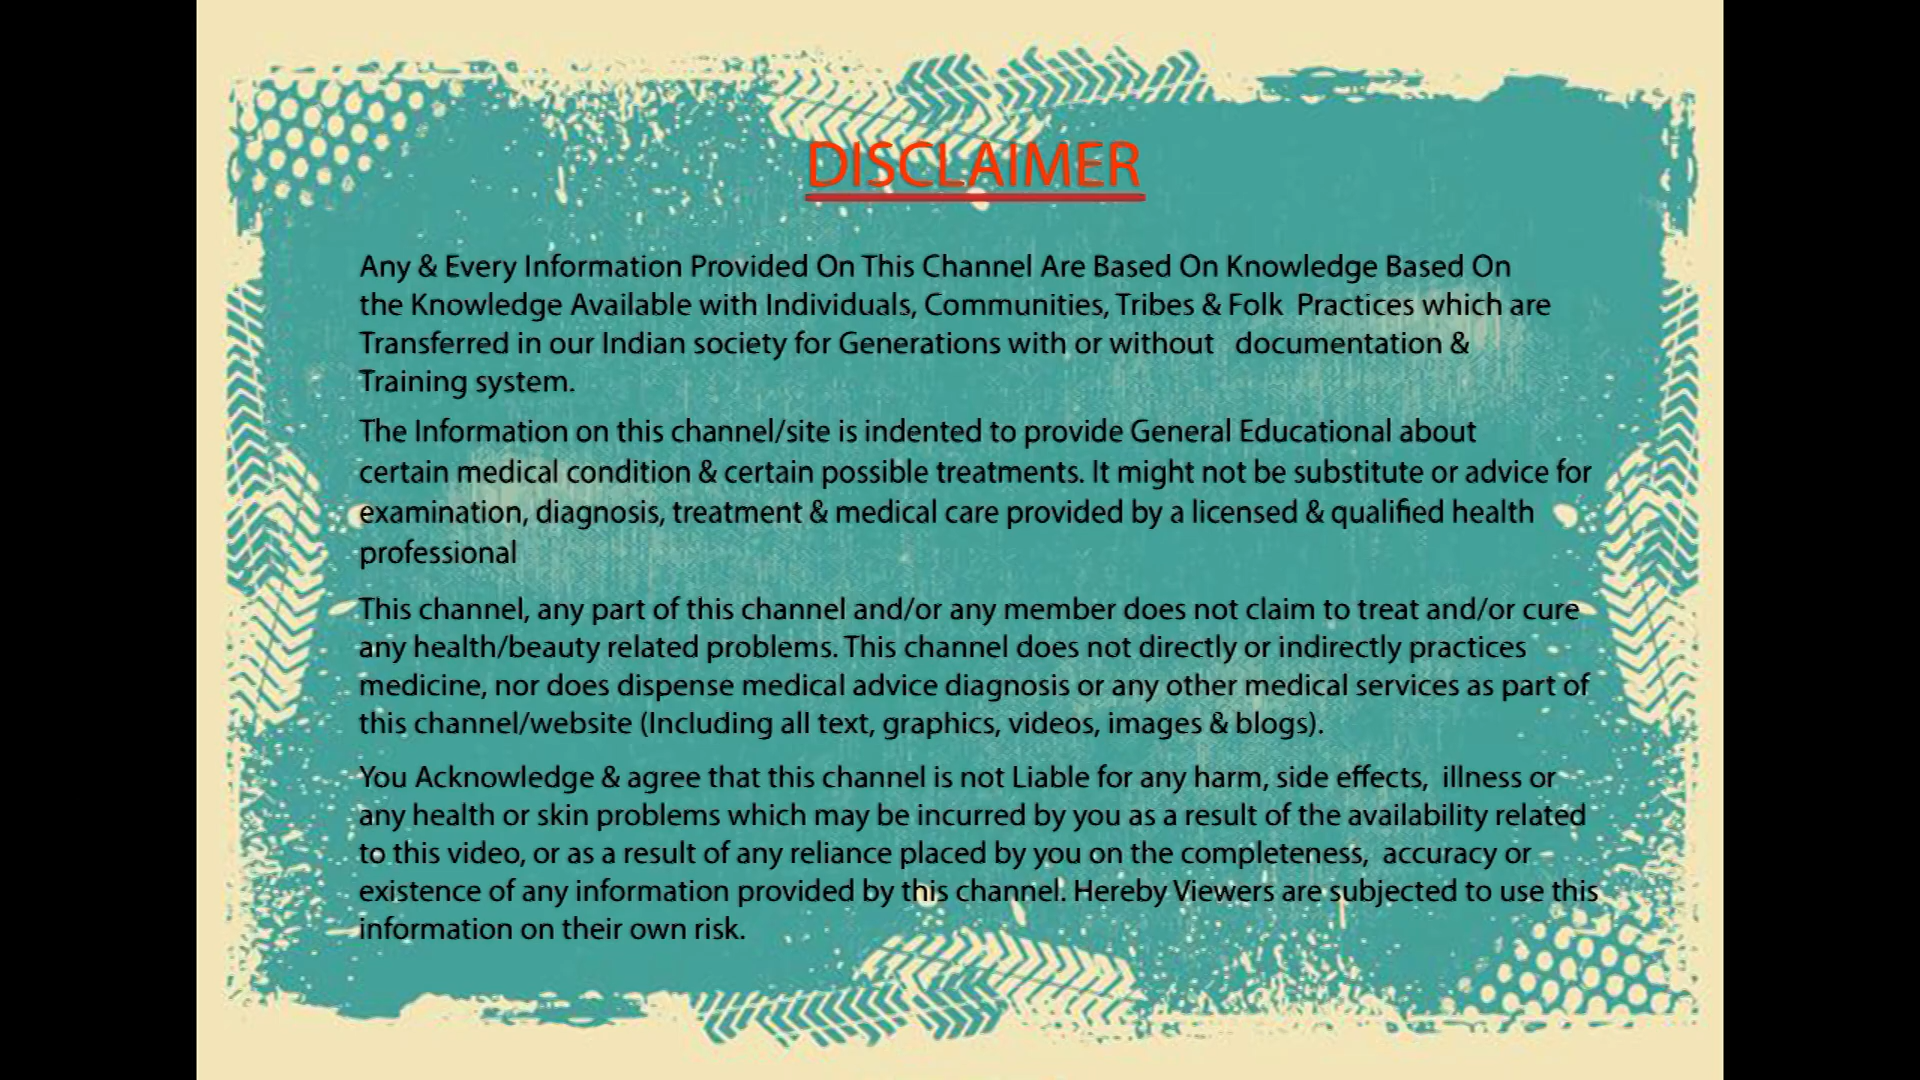 DISCLAIMER
Any & Every Information Provided On This Channel Are Based On Knowledge Based On
the Knowledge Available with Individuals, Communities, Tribes & Folk Practices which are
Transferred in our Indian society for Generations with or without documentation &
Training system.
The Information on this channel/site is indented to provide General Educational about
certain medical condition & certain possible treatments. It might not be substitute or advice for
examination, diagnosis, treatment & medical care provided by a licensed & qualified health
professional
This channel, any part of this channel and/or any member does not claim to treat and/or cure
any health/beauty related problems. This channel does not directly or indirectly practices
medicine, nor does dispense medical advice diagnosis or any other medical services as part of
this channel/website (Including all text, graphics, videos, images & blogs).
You Acknowledge & agree that this channel is not Liable for any harm, side effects, illness or
any health or skin problems which may be incurred by you as a result of the availability related
to this video, or as a result of any reliance placed by you on the completeness, accuracy or
existence of any information provided by this channel. Hereby Viewers are subjected to use this
information on their own risk.